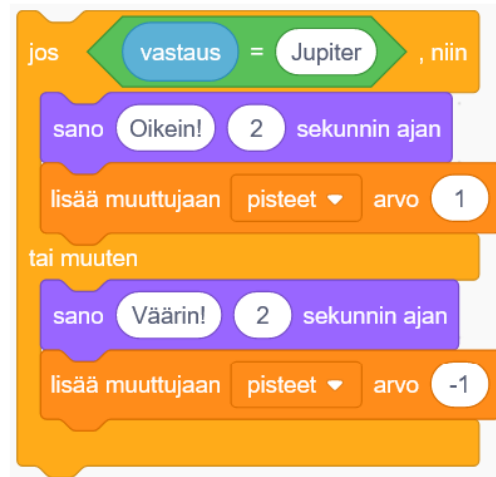 jos vastaus = Jupiter , niin
sano Oikein! 2 sekunnin ajan
lisää muuttujaan pisteet arvo 1
tai muuten
sano Väärin! 2 sekunnin ajan
lisää muuttujaan pisteet arvo -1